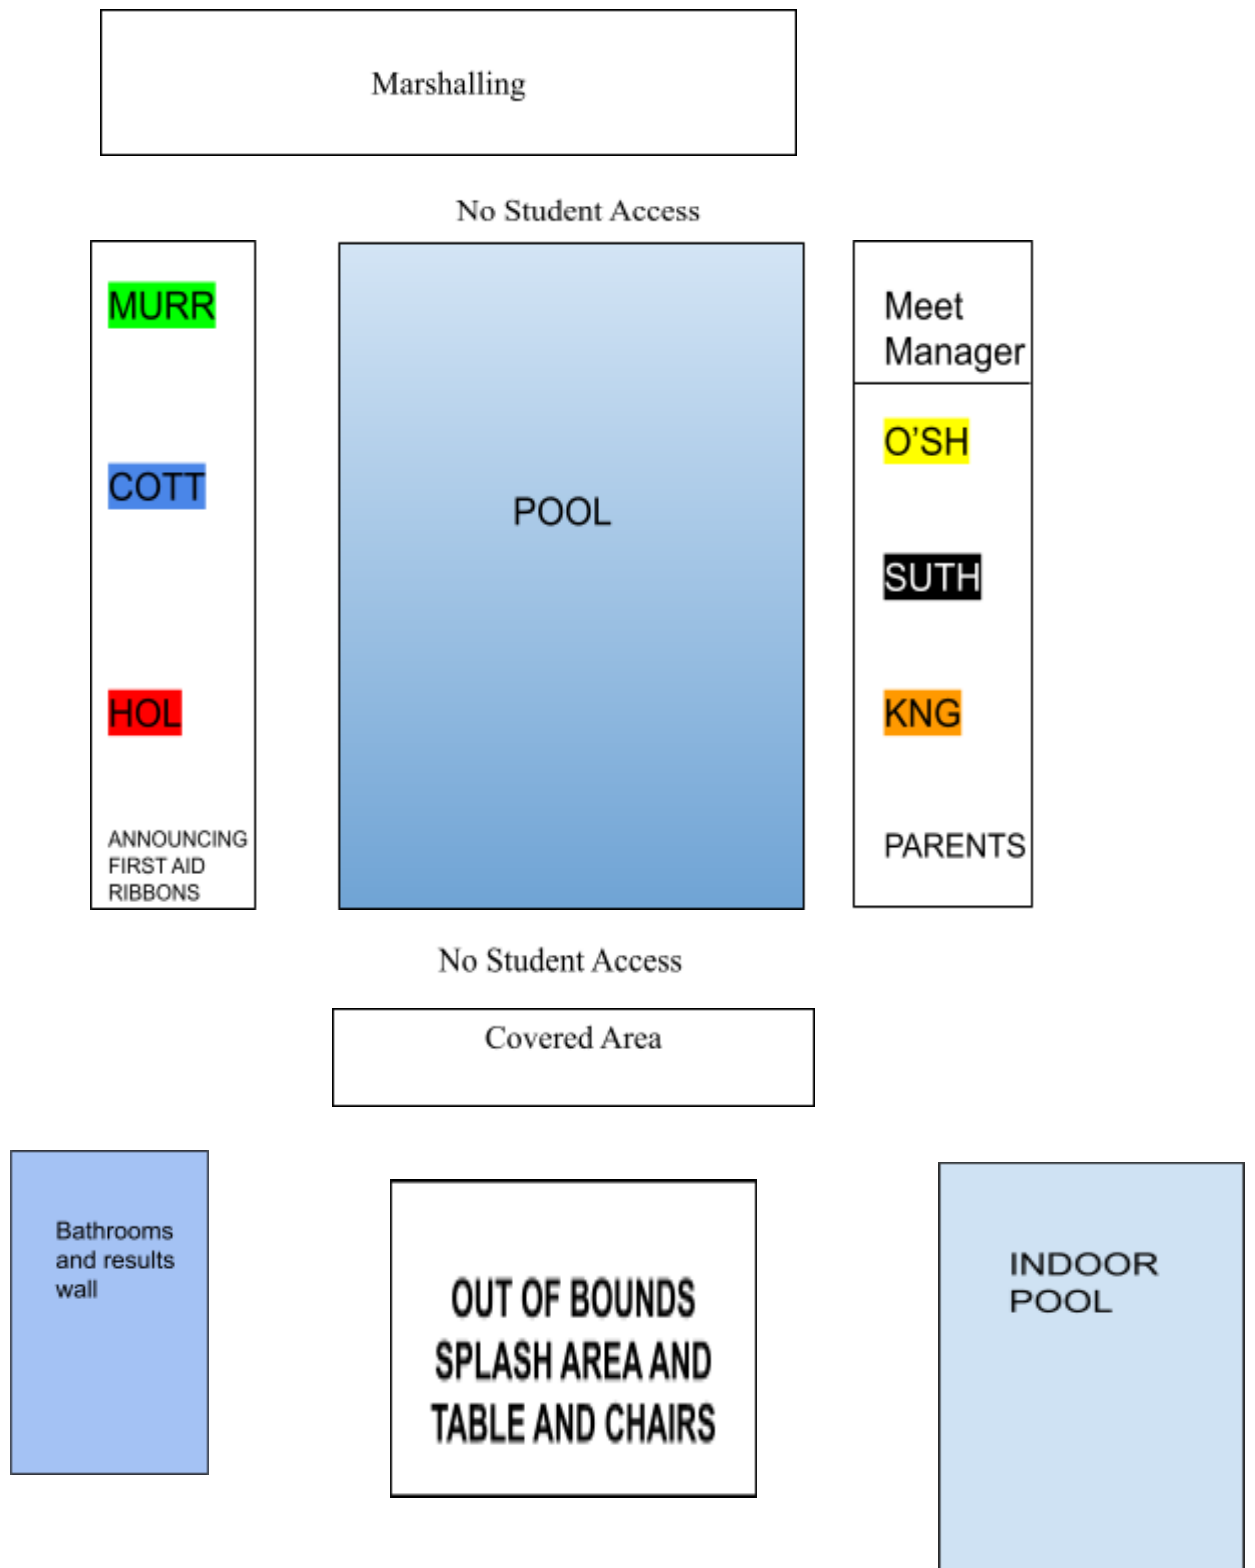 Marshalling
No Student Access
MURR
COTT
HOL
ANNOUNCING
FIRST AID
RIBBONS
POOL
Meet
Manager
O'SH
SUTH
KNG
PARENTS
No Student Access
Covered Area
Bathrooms
and results
wall
OUT OF BOUNDS
SPLASH AREA AND
TABLE AND CHAIRS
INDOOR
POOL